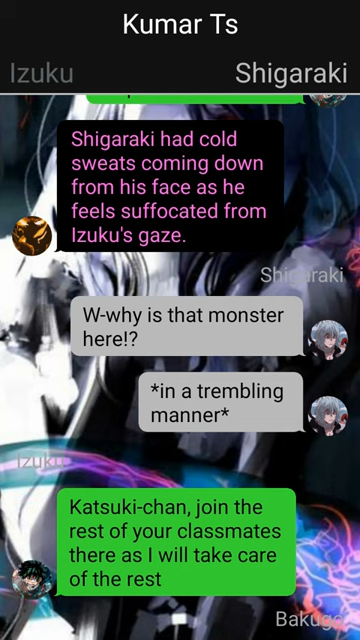 Kumar Ts
Izuku Shigaraki
Shigaraki had cold
sweats coming down
from his face as he
feels suffocated from
Izuku's gaze.
Shigaraki
W-why is that monster
here!?
*in a trembling
manner*
Izuku
Katsuki-chan, join the
rest of your classmates
there as I will take care
of the rest
Bakugo